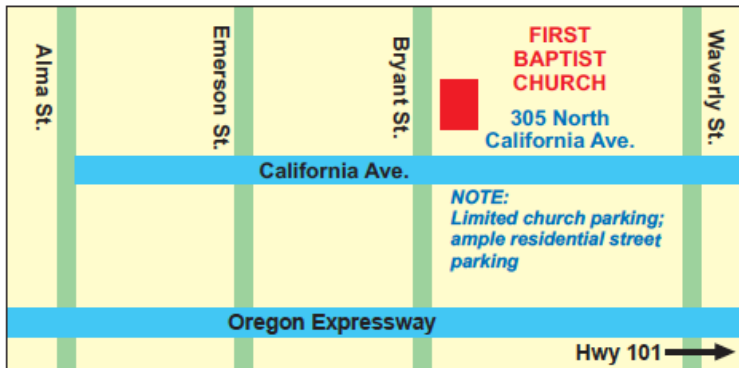 Alma St.
Emerson St.
Bryant St.
FIRST
BAPTIST
CHURCH
305 North
California Ave.
Waverly St.
California Ave.
NOTE:
Limited church parking;
ample residential street
parking
Oregon Expressway
Hwy 101